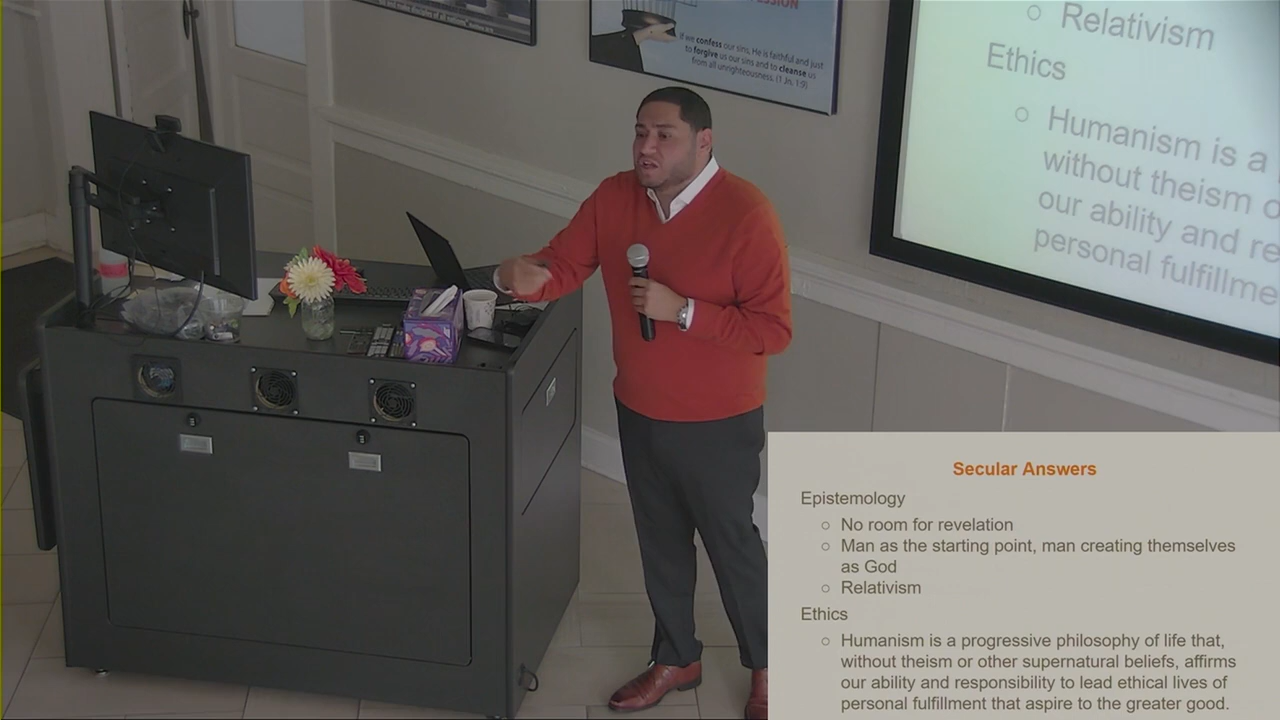 SSION
If we confess our sins, He is faithful and just
to forgive us our sins and to cleanse us
from all unrighteousness. (1 Jn. 1:9)
○ Relativism
Ethics
○ Humanism is a
without theism o
our ability and re
personal fulfillme
Secular Answers
Epistemology
○ No room for revelation
○ Man as the starting point, man creating themselves
as God
○ Relativism
Ethics
○ Humanism is a progressive philosophy of life that,
without theism or other supernatural beliefs, affirms
our ability and responsibility to lead ethical lives of
personal fulfillment that aspire to the greater good.